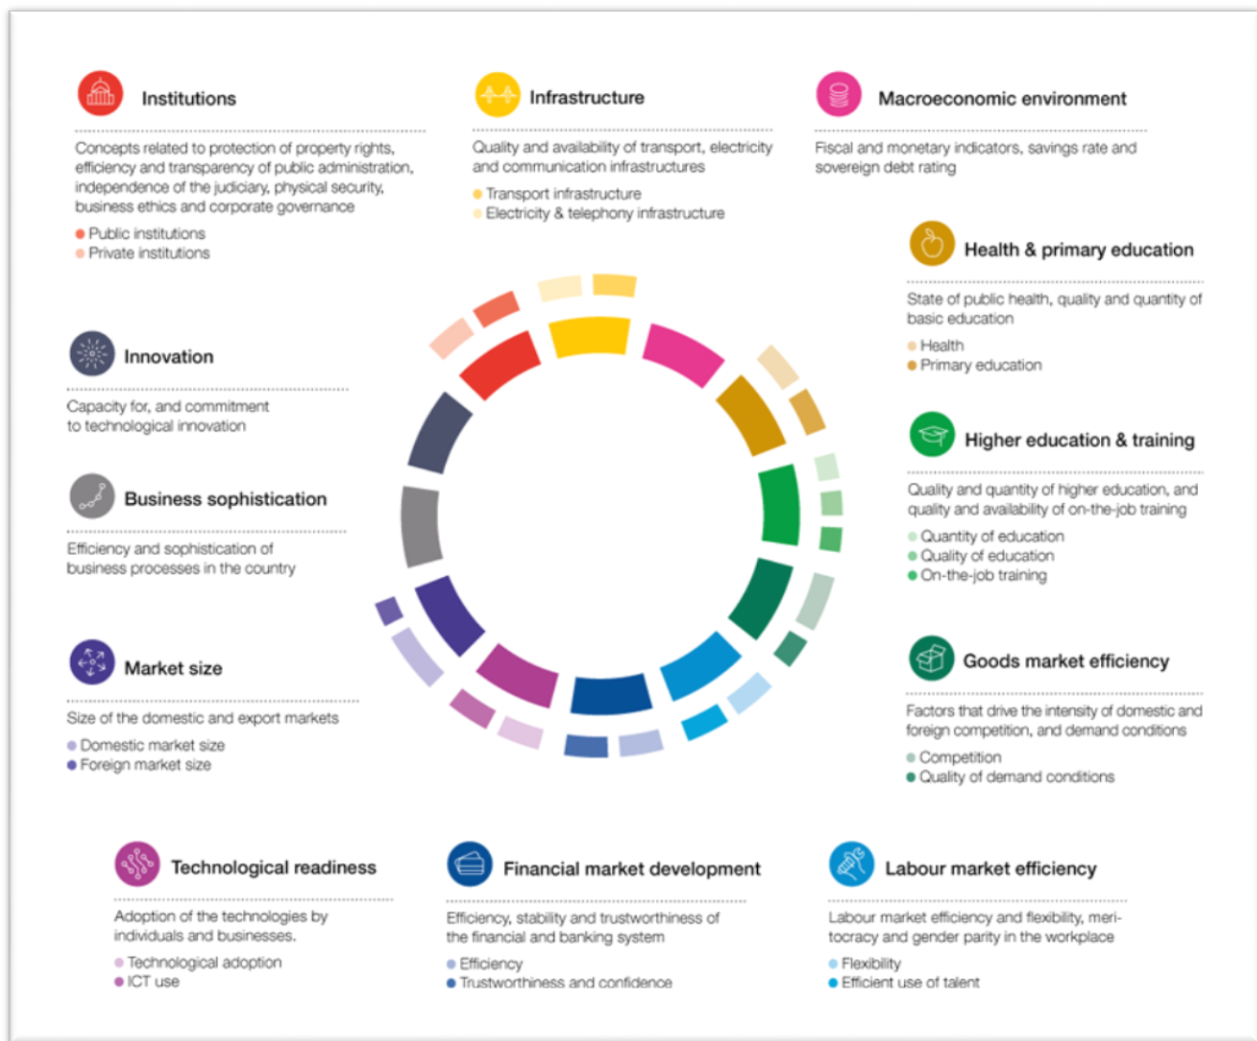 Institutions
Concepts related to protection of property rights,
efficiency and transparency of public administration,
independence of the judiciary, physical security,
business ethics and corporate governance
Public institutions
Private institutions
Infrastructure
Quality and availability of transport, electricity
and communication infrastructures
Transport infrastructure
Electricity & telephony infrastructure
Macroeconomic environment
Fiscal and monetary indicators, savings rate and
sovereign debt rating
Health & primary education
State of public health, quality and quantity of
basic education
Health
Primary education
Innovation
Capacity for, and commitment
to technological innovation
Higher education & training
Quality and quantity of higher education, and
quality and availability of on-the-job training
Quantity of education
Quality of education
On-the-job training
Business sophistication
Efficiency and sophistication of
business processes in the country
Market size
Size of the domestic and export markets
Domestic market size
Foreign market size
Goods market efficiency
Factors that drive the intensity of domestic and
foreign competition, and demand conditions
Competition
Quality of demand conditions
Technological readiness
Adoption of the technologies by
individuals and businesses.
Technological adoption
ICT use
Financial market development
Efficiency, stability and trustworthiness of
the financial and banking system
Efficiency
Trustworthiness and confidence
Labour market efficiency
Labour market efficiency and flexibility, meri-
tocracy and gender parity in the workplace
Flexibility
Efficient use of talent